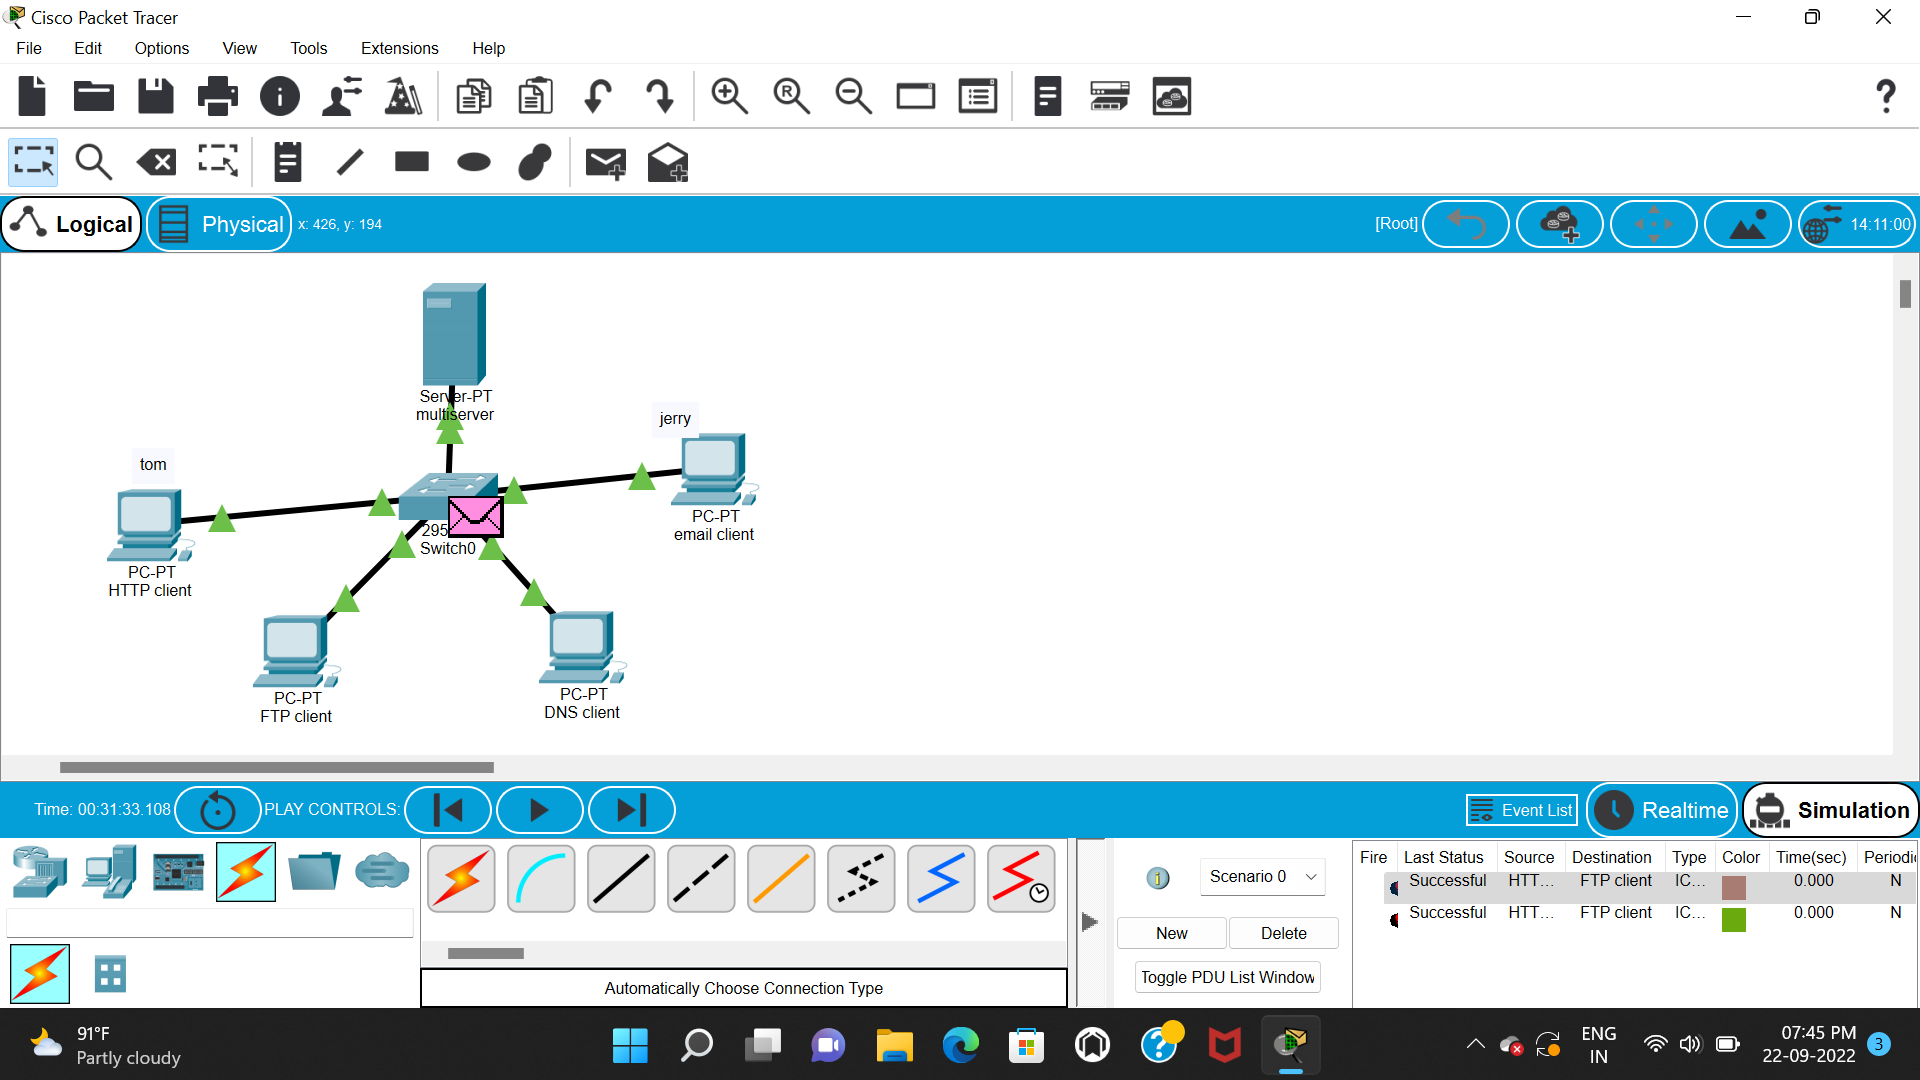 Cisco Packet Tracer
File Edit Options View Tools Extensions Help
Logical Physical x: 426, y: 194 [Root] 14:11:00
Server-PT
multiserver
jerry
tom
PC-PT
email client
295
Switch0
PC-PT
HTTP client
PC-PT
FTP client
PC-PT
DNS client
Time: 00:31:33.108 PLAY CONTROLS: Event List Realtime Simulation
Fire Last Status Source Destination Type Color Time(sec) Periodi
Successful HTT... FTP client IC... 0.000 N
Successful HTT... FTP client IC... 0.000 N
Scenario 0
New Delete
Toggle PDU List Window
Automatically Choose Connection Type
91°F
Partly cloudy
ENG
IN
07:45 PM
22-09-2022
3